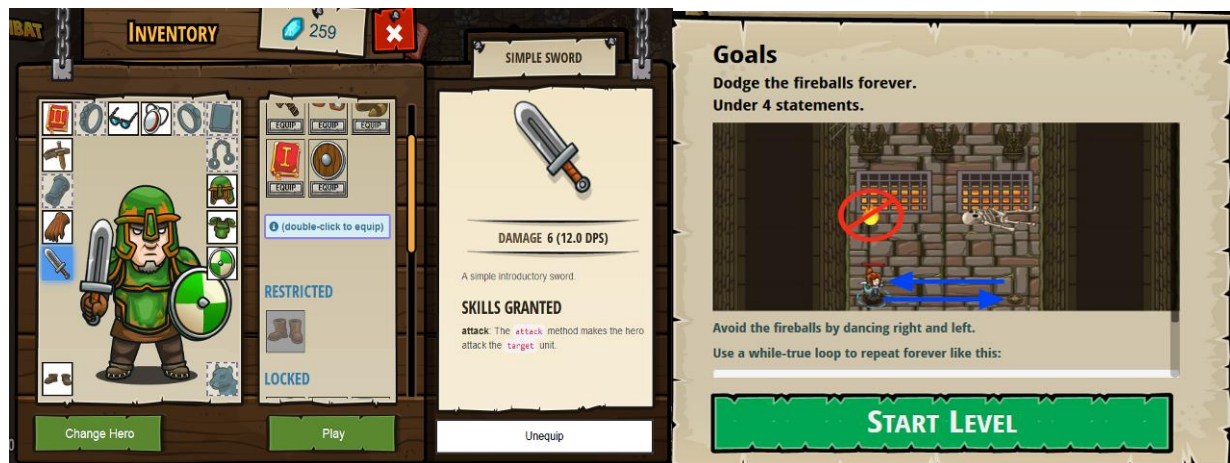 BAT
INVENTORY
259
SIMPLE SWORD
II
EQUIP EQUIP EQUIP
I
EQUIP EQUIP
(double-click to equip)
DAMAGE 6 (12.0 DPS)
A simple introductory sword.
RESTRICTED
SKILLS GRANTED
attack: The attack method makes the hero
attack the target unit.
LOCKED
Change Hero
Play
Unequip
Goals
Dodge the fireballs forever.
Under 4 statements.
Avoid the fireballs by dancing right and left.
Use a while-true loop to repeat forever like this:
START LEVEL